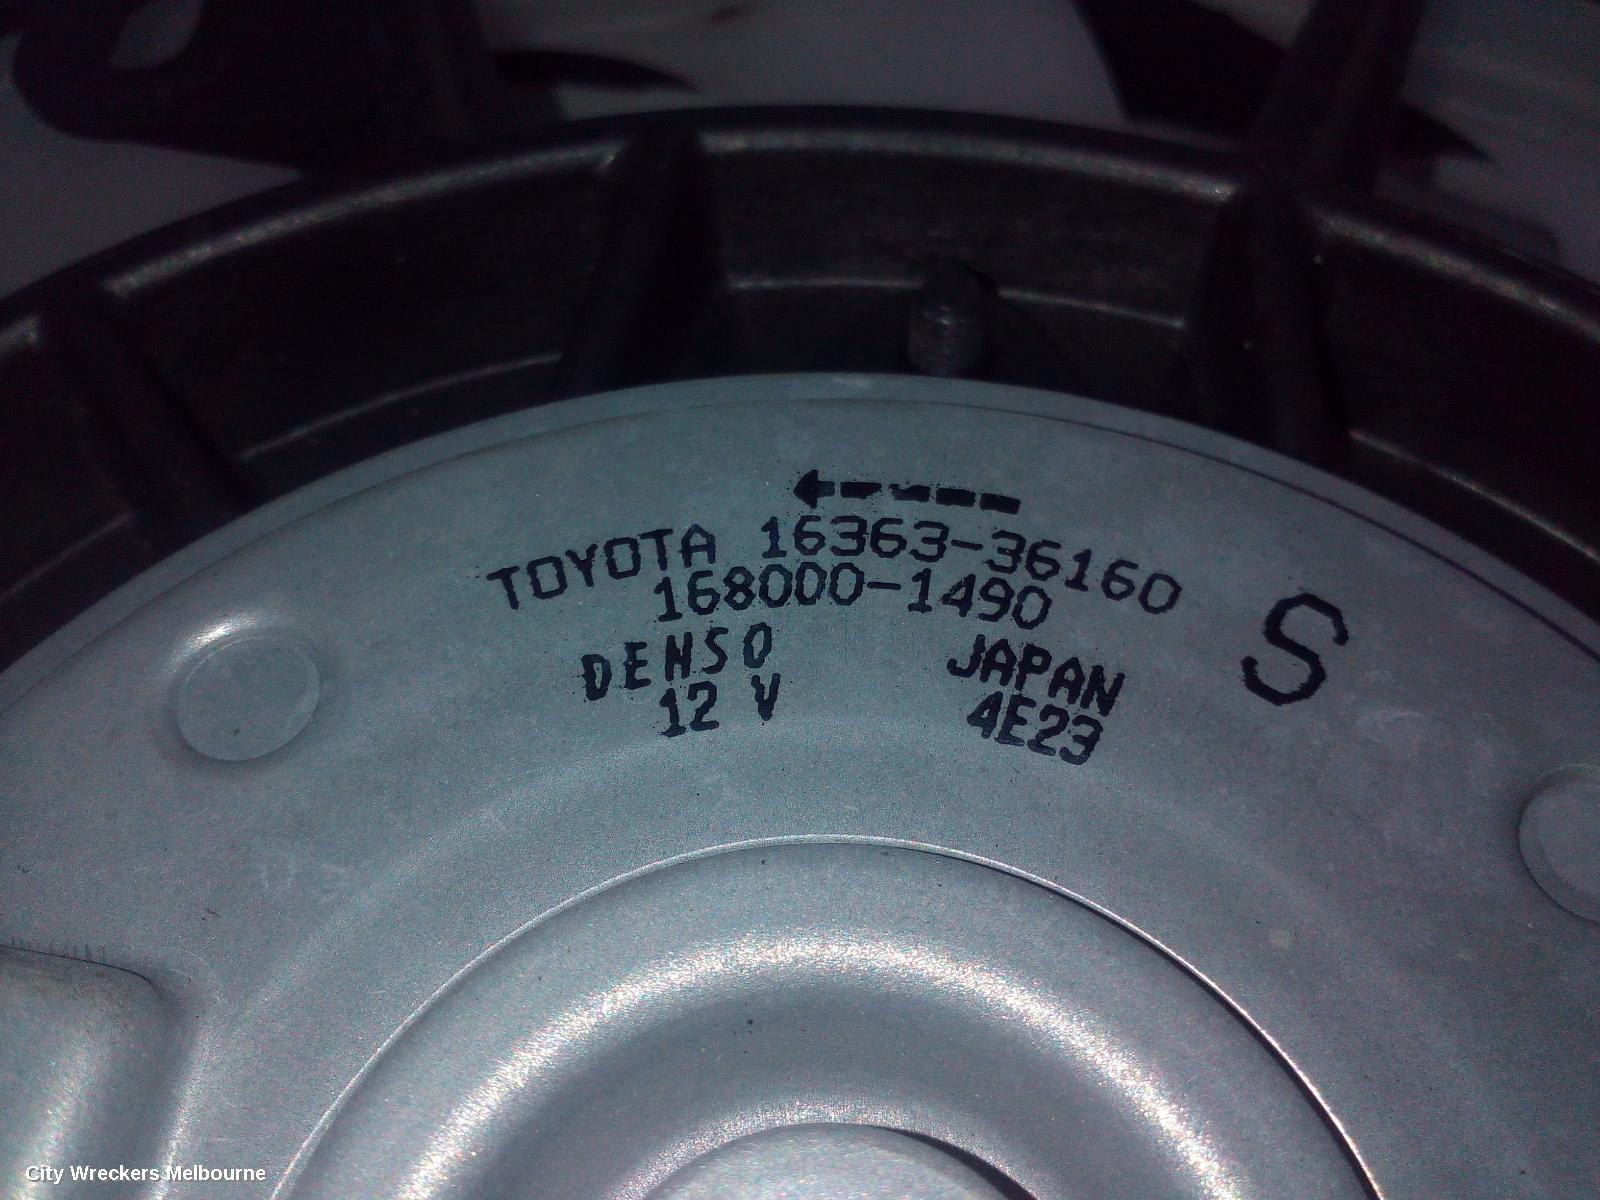 TOYOTA 16363-36160
168000-1490
DENSO JAPAN
12 V 4E23
S
City Wreckers Melbourne